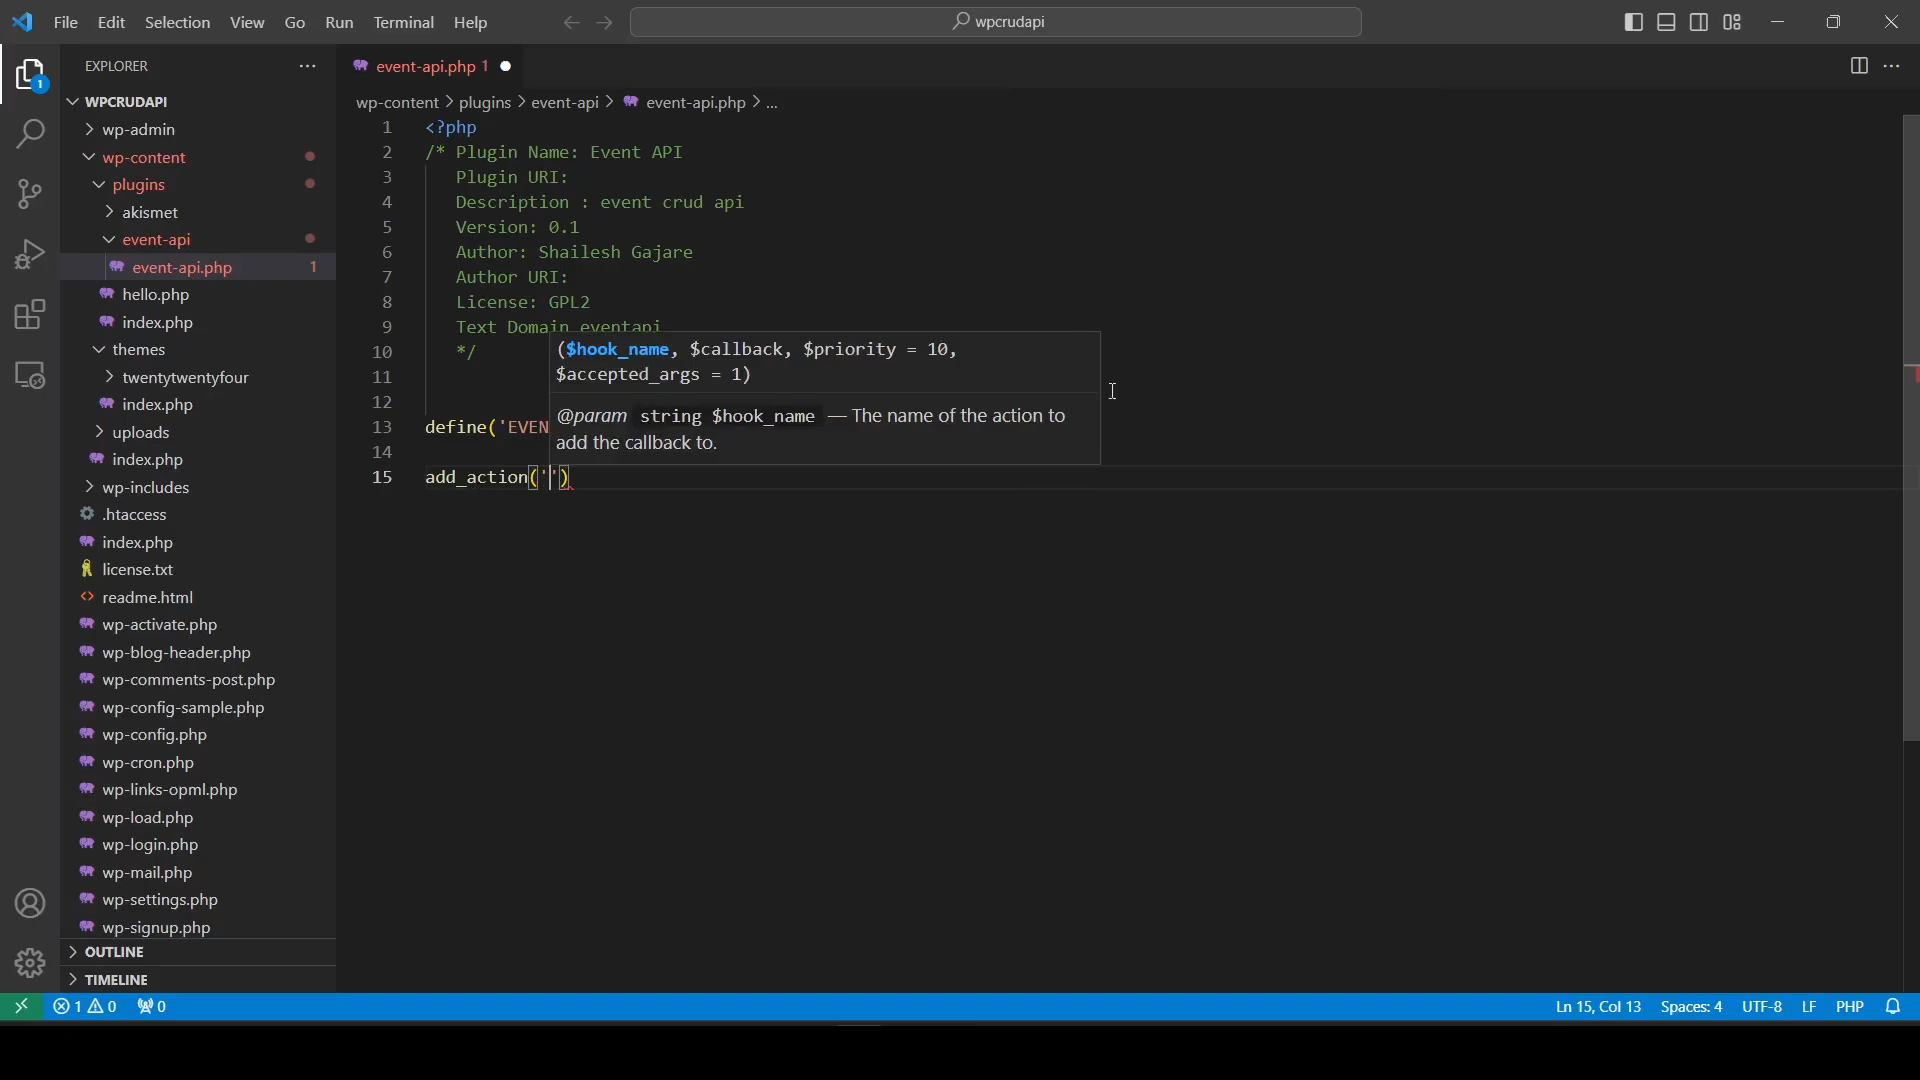 File Edit Selection View Go Run Terminal Help
wpcrudapi
EXPLORER
event-api.php 1
WPCRUDAPI
wp-admin
wp-content
plugins
akismet
event-api
event-api.php 1
hello.php
index.php
themes
twentytwentyfour
index.php
uploads
index.php
wp-includes
.htaccess
index.php
license.txt
readme.html
wp-activate.php
wp-blog-header.php
wp-comments-post.php
wp-config-sample.php
wp-config.php
wp-cron.php
wp-links-opml.php
wp-load.php
wp-login.php
wp-mail.php
wp-settings.php
wp-signup.php
OUTLINE
TIMELINE
wp-content > plugins > event-api > event-api.php > ...
1 <?php
2 /* Plugin Name: Event API
3 Plugin URI:
4 Description : event crud api
5 Version: 0.1
6 Author: Shailesh Gajare
7 Author URI:
8 License: GPL2
9 Text Domain eventapi
10 */
11
12
13 define('EVEN
14
15 add_action('')
($hook_name, $callback, $priority = 10,
$accepted_args = 1)
@param string $hook_name — The name of the action to
add the callback to.
1
1 0 0
Ln 15, Col 13 Spaces: 4 UTF-8 LF PHP